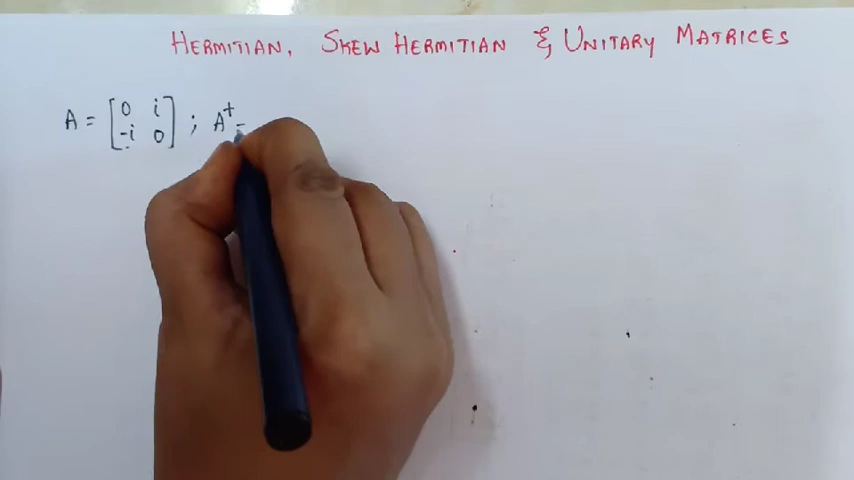 HERMITIAN, SKEW HERMITIAN & UNITARY MATRICES
A = [0 i; -i 0] ; A⁺ =